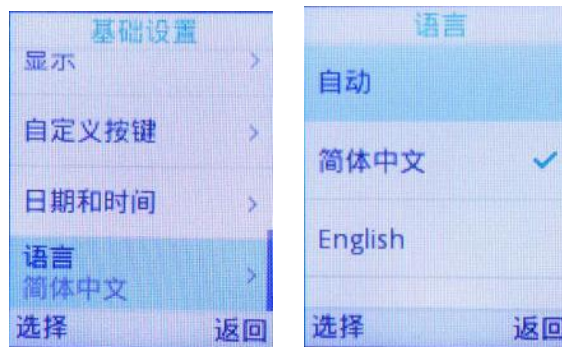 基础设置
显示
自定义按键
日期和时间
语言
简体中文
选择 返回
语言
自动
简体中文
English
选择 返回